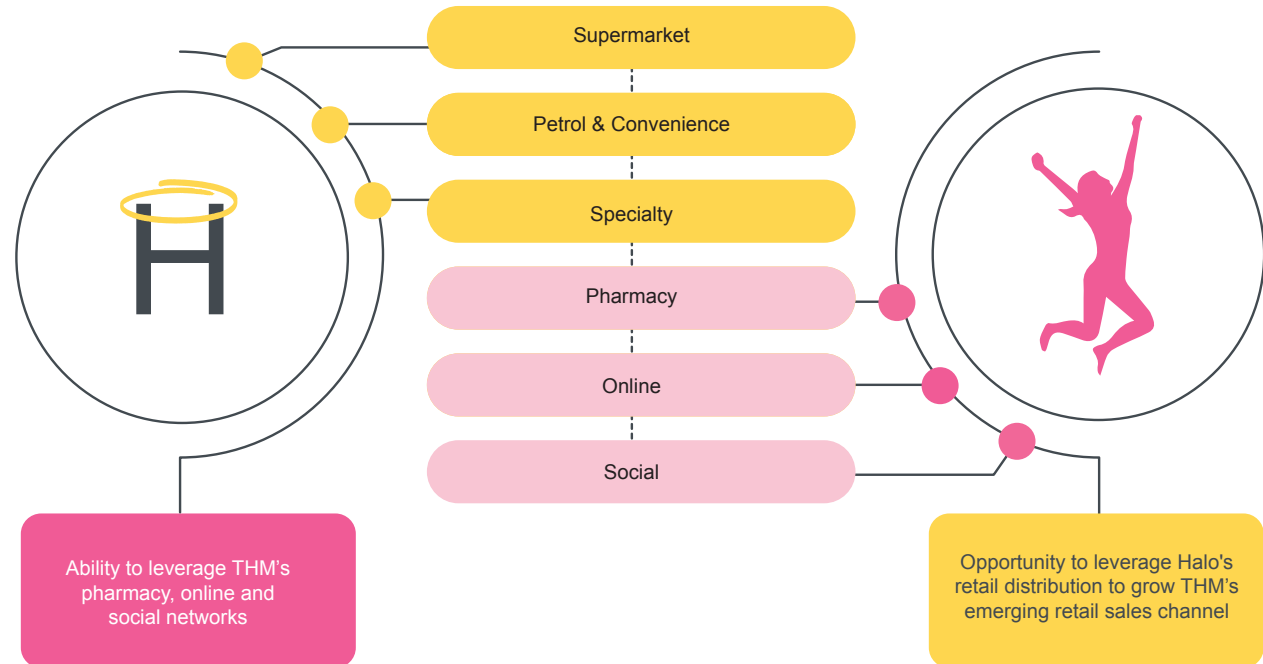 Supermarket
Petrol & Convenience
Specialty
Pharmacy
Online
Social
Ability to leverage THM’s
pharmacy, online and
social networks
Opportunity to leverage Halo's
retail distribution to grow THM’s
emerging retail sales channel